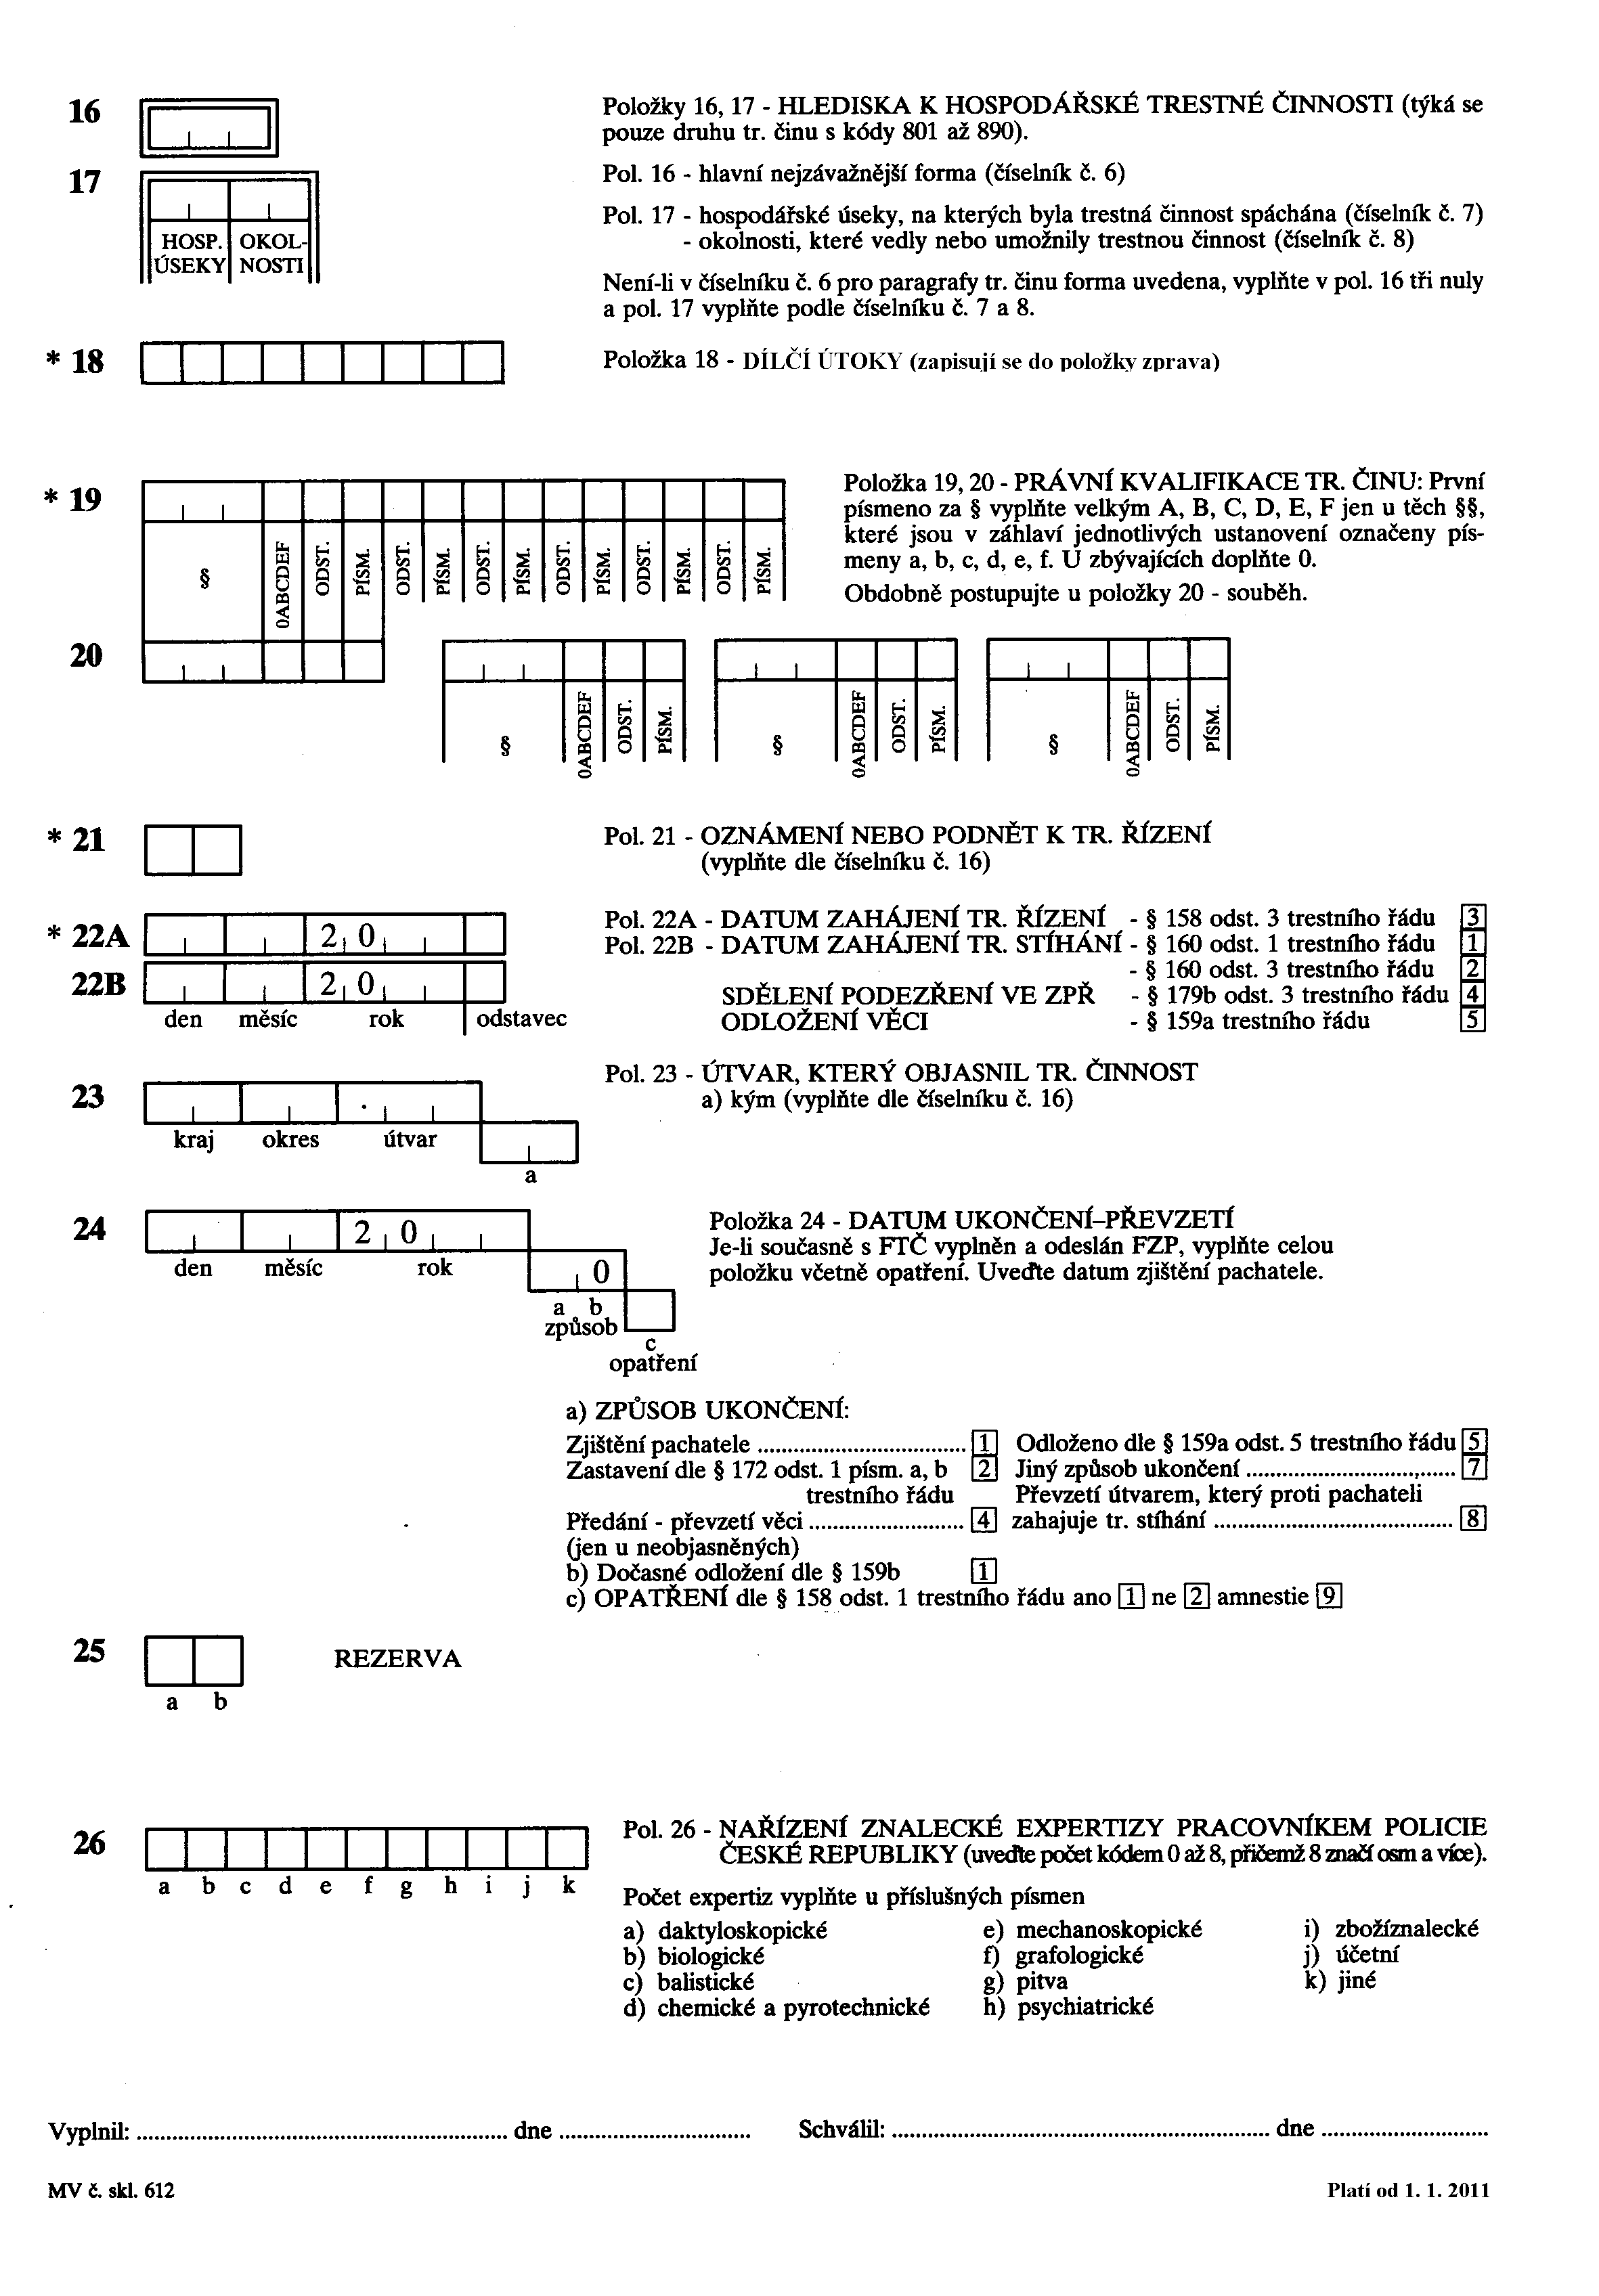 16
Položky 16, 17 - HLEDISKA K HOSPODÁŘSKÉ TRESTNÉ ČINNOSTI (týká se
pouze druhu tr. činu s kódy 801 až 890).
17
Pol. 16 - hlavní nejzávažnější forma (číselník č. 6)
Pol. 17 - hospodářské úseky, na kterých byla trestná činnost spáchána (číselník č. 7)
- okolnosti, které vedly nebo umožnily trestnou činnost (číselník č. 8)
HOSP. OKOL-
ÚSEKY NOSTI
Není-li v číselníku č. 6 pro paragrafy tr. činu forma uvedena, vyplňte v pol. 16 tři nuly
a pol. 17 vyplňte podle číselníku č. 7 a 8.
* 18
Položka 18 - DÍLČÍ ÚTOKY (zapisují se do položky zprava)
* 19
Položka 19, 20 - PRÁVNÍ KVALIFIKACE TR. ČINU: První
písmeno za § vyplňte velkým A, B, C, D, E, F jen u těch §§,
které jsou v záhlaví jednotlivých ustanovení označeny pís-
meny a, b, c, d, e, f. U zbývajících doplňte 0.
Obdobně postupujte u položky 20 - souběh.
§ 0ABCDEF ODST. PÍSM. ODST. PÍSM. ODST. PÍSM. ODST. PÍSM. ODST. PÍSM. ODST. PÍSM.
20
§ 0ABCDEF ODST. PÍSM. § 0ABCDEF ODST. PÍSM. § 0ABCDEF ODST. PÍSM.
* 21
Pol. 21 - OZNÁMENÍ NEBO PODNĚT K TR. ŘÍZENÍ
(vyplňte dle číselníku č. 16)
* 22A 2 0
Pol. 22A - DATUM ZAHÁJENÍ TR. ŘÍZENÍ - § 158 odst. 3 trestního řádu 3
Pol. 22B - DATUM ZAHÁJENÍ TR. STÍHÁNÍ - § 160 odst. 1 trestního řádu 1
- § 160 odst. 3 trestního řádu 2
22B 2 0
SDĚLENÍ PODEZŘENÍ VE ZPŘ - § 179b odst. 3 trestního řádu 4
den měsíc rok odstavec
ODLOŽENÍ VĚCI - § 159a trestního řádu 5
23
Pol. 23 - ÚTVAR, KTERÝ OBJASNIL TR. ČINNOST
a) kým (vyplňte dle číselníku č. 16)
kraj okres útvar
a
24 2 0
Položka 24 - DATUM UKONČENÍ–PŘEVZETÍ
Je-li současně s FTČ vyplněn a odeslán FZP, vyplňte celou
položku včetně opatření. Uveďte datum zjištění pachatele.
den měsíc rok
0
a b
způsob
c
opatření
a) ZPŮSOB UKONČENÍ:
Zjištění pachatele ................................... 1 Odloženo dle § 159a odst. 5 trestního řádu 5
Zastavení dle § 172 odst. 1 písm. a, b 2 Jiný způsob ukončení ................................... 7
trestního řádu Převzetí útvarem, který proti pachateli
Předání - převzetí věci .......................... 4 zahajuje tr. stíhání ........................................ 8
(jen u neobjasněných)
b) Dočasné odložení dle § 159b 1
c) OPATŘENÍ dle § 158 odst. 1 trestního řádu ano 1 ne 2 amnestie 9
25
REZERVA
a b
26
Pol. 26 - NAŘÍZENÍ ZNALECKÉ EXPERTIZY PRACOVNÍKEM POLICIE
ČESKÉ REPUBLIKY (uveďte počet kódem 0 až 8, přičemž 8 značí osm a více).
a b c d e f g h i j k
Počet expertiz vyplňte u příslušných písmen
a) daktyloskopické e) mechanoskopické i) zbožíznalecké
b) biologické f) grafologické j) účetní
c) balistické g) pitva k) jiné
d) chemické a pyrotechnické h) psychiatrické
Vyplnil: .............................................................. dne ................................ Schválil: ............................................................... dne ............................
MV č. skl. 612 Platí od 1. 1. 2011